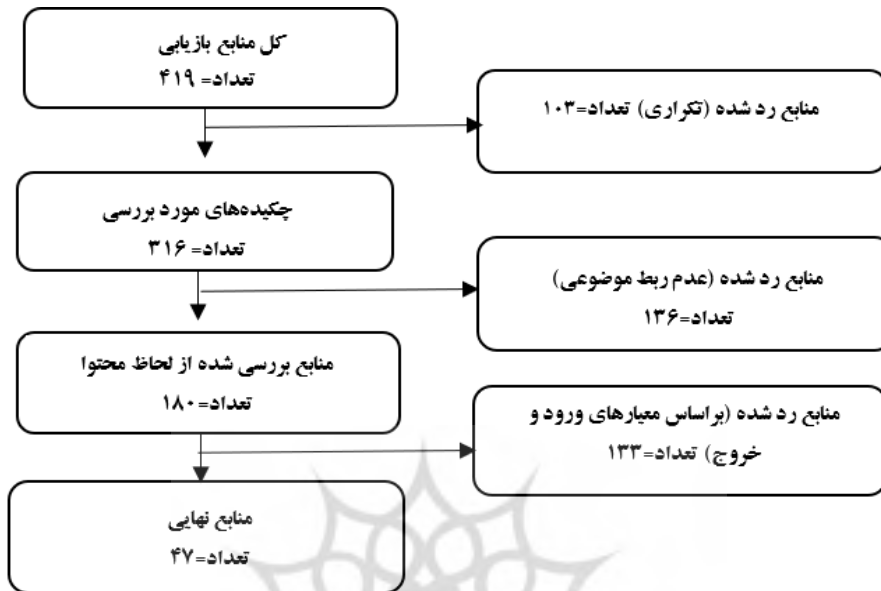 کل منابع بازیابی
تعداد= ۴۱۹
منابع رد شده (تکراری) تعداد=۱۰۳
چکیده‌های مورد بررسی
تعداد= ۳۱۶
منابع رد شده (عدم ربط موضوعی)
تعداد=۱۳۶
منابع بررسی شده از لحاظ محتوا
تعداد=۱۸۰
منابع رد شده (براساس معیارهای ورود و
خروج) تعداد=۱۳۳
منابع نهایی
تعداد=۴۷